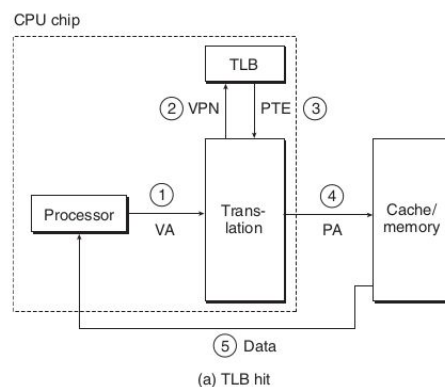 CPU chip
TLB
② VPN PTE ③
①
Processor
VA
Trans-
lation
④
PA
Cache/
memory
⑤ Data
(a) TLB hit